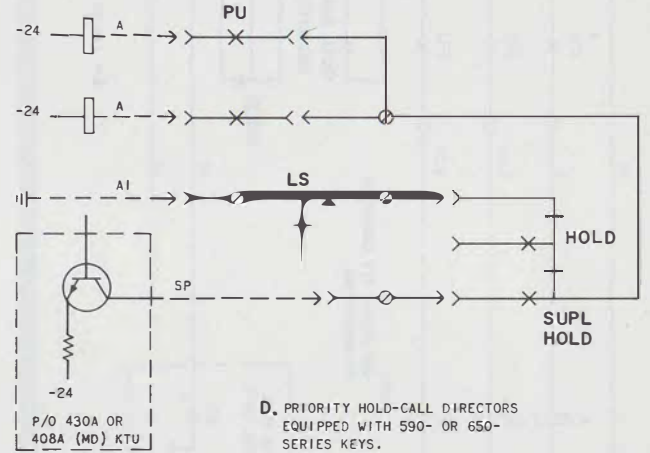 PU
-24 A
-24 A
A1 LS
HOLD
SP
SUPL
HOLD
-24
P/O 430A OR
408A (MD) KTU
D. PRIORITY HOLD-CALL DIRECTORS
EQUIPPED WITH 590- OR 650-
SERIES KEYS.